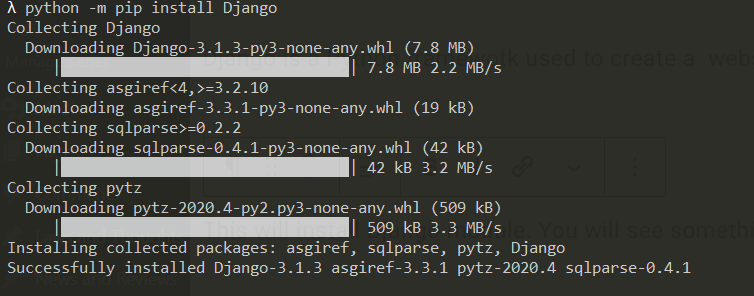 λ python -m pip install Django
Collecting Django
Downloading Django-3.1.3-py3-none-any.whl (7.8 MB)
| | 7.8 MB 2.2 MB/s
Collecting asgiref<4,>=3.2.10
Downloading asgiref-3.3.1-py3-none-any.whl (19 kB)
Collecting sqlparse>=0.2.2
Downloading sqlparse-0.4.1-py3-none-any.whl (42 kB)
| | 42 kB 3.2 MB/s
Collecting pytz
Downloading pytz-2020.4-py2.py3-none-any.whl (509 kB)
| | 509 kB 3.3 MB/s
Installing collected packages: asgiref, sqlparse, pytz, Django
Successfully installed Django-3.1.3 asgiref-3.3.1 pytz-2020.4 sqlparse-0.4.1
News and Reviews